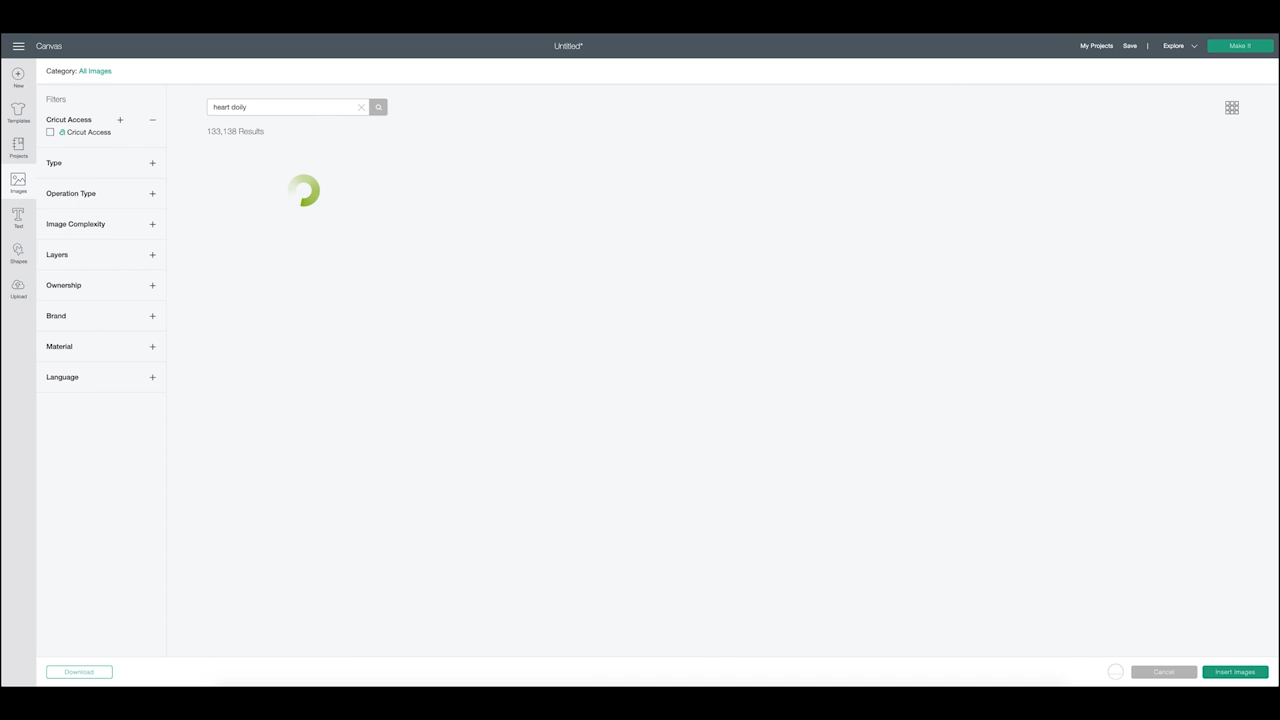 Canvas
Untitled*
My Projects
Save
|
Explore
Make It
New
Templates
Projects
Images
Text
Shapes
Upload
Category: All Images
Filters
Cricut Access
Cricut Access
Type
Operation Type
Image Complexity
Layers
Ownership
Brand
Material
Language
heart doily
133,138 Results
Download
Cancel
Insert Images